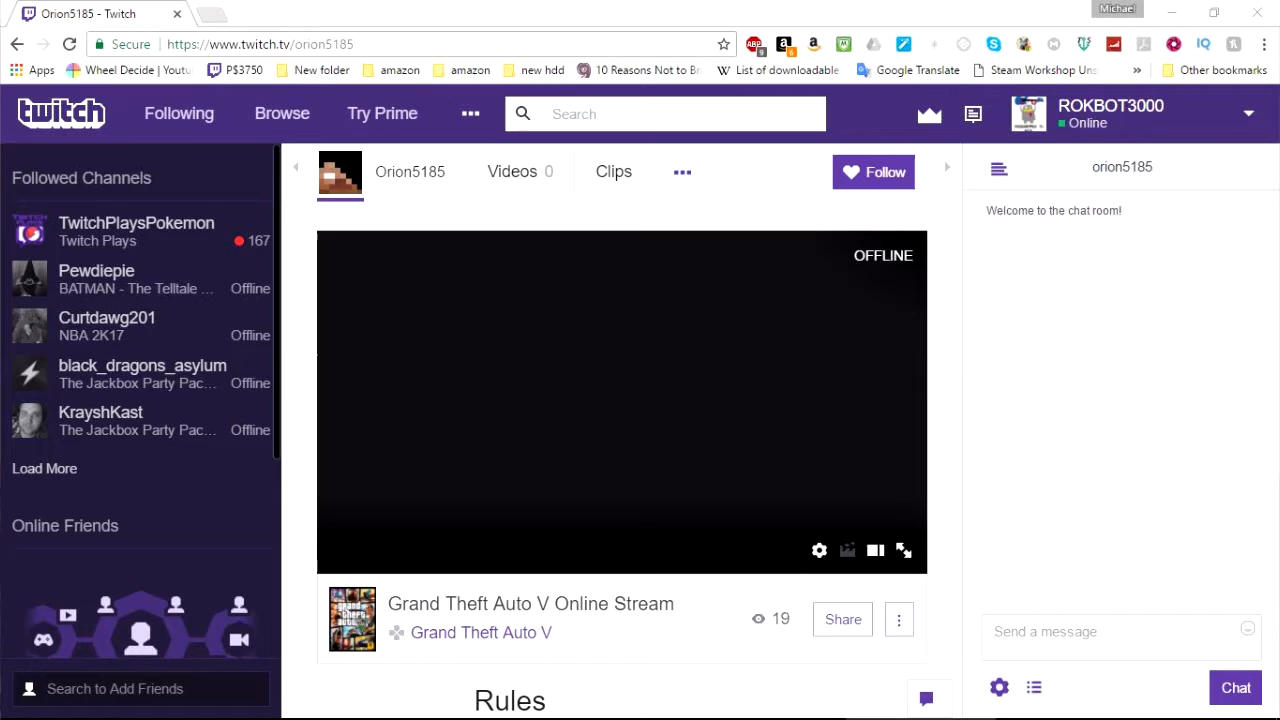 Orion5185 - Twitch
Michael
Secure
https://www.twitch.tv/orion5185
ABP
9
6
Apps
Wheel Decide | Youtu
P$3750
New folder
amazon
amazon
new hdd
10 Reasons Not to Br
List of downloadable
Google Translate
Steam Workshop Uns
»
Other bookmarks
twitch
Following
Browse
Try Prime
Search
ROKBOT3000
Online
Followed Channels
TwitchPlaysPokemon
Twitch Plays
167
Pewdiepie
BATMAN - The Telltale ...
Offline
Curtdawg201
NBA 2K17
Offline
black_dragons_asylum
The Jackbox Party Pac...
Offline
KrayshKast
The Jackbox Party Pac...
Offline
Load More
Online Friends
Search to Add Friends
Orion5185
Videos 0
Clips
Follow
OFFLINE
Grand Theft Auto V Online Stream
Grand Theft Auto V
19
Share
Rules
orion5185
Welcome to the chat room!
Send a message
Chat